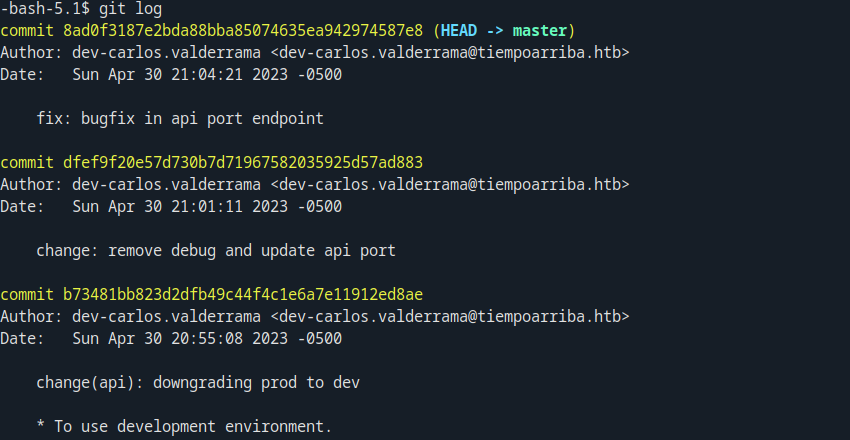 -bash-5.1$ git log
commit 8ad0f3187e2bda88bba85074635ea942974587e8 (HEAD -> master)
Author: dev-carlos.valderrama <dev-carlos.valderrama@tiempoarriba.htb>
Date:   Sun Apr 30 21:04:21 2023 -0500
    fix: bugfix in api port endpoint
commit dfef9f20e57d730b7d71967582035925d57ad883
Author: dev-carlos.valderrama <dev-carlos.valderrama@tiempoarriba.htb>
Date:   Sun Apr 30 21:01:11 2023 -0500
    change: remove debug and update api port
commit b73481bb823d2dfb49c44f4c1e6a7e11912ed8ae
Author: dev-carlos.valderrama <dev-carlos.valderrama@tiempoarriba.htb>
Date:   Sun Apr 30 20:55:08 2023 -0500
    change(api): downgrading prod to dev
    * To use development environment.